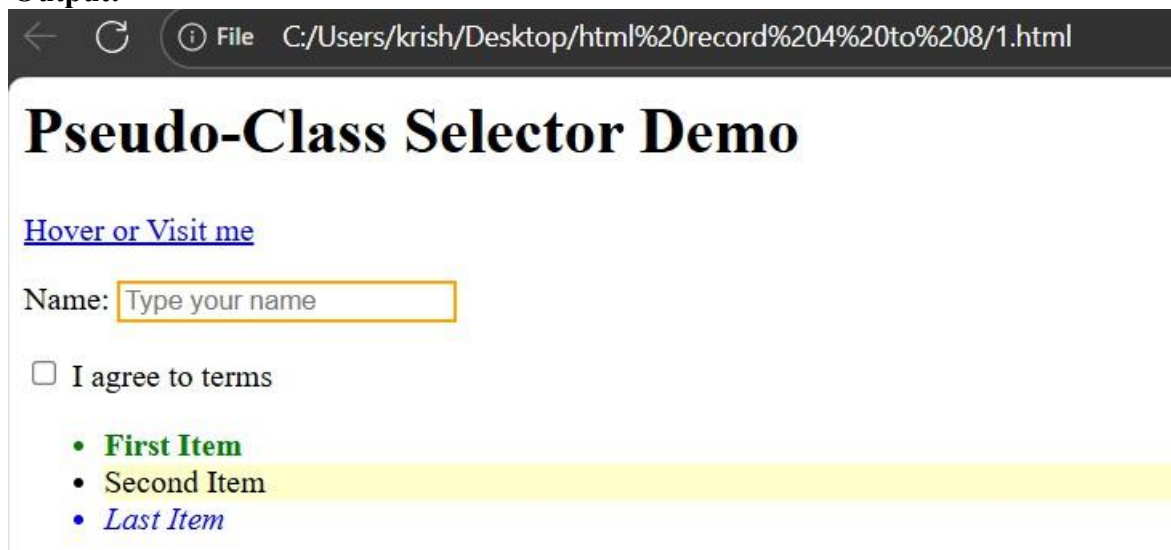 Output:
File C:/Users/krish/Desktop/html%20record%204%20to%208/1.html
Pseudo-Class Selector Demo
Hover or Visit me
Name: Type your name
I agree to terms
• First Item
• Second Item
• Last Item